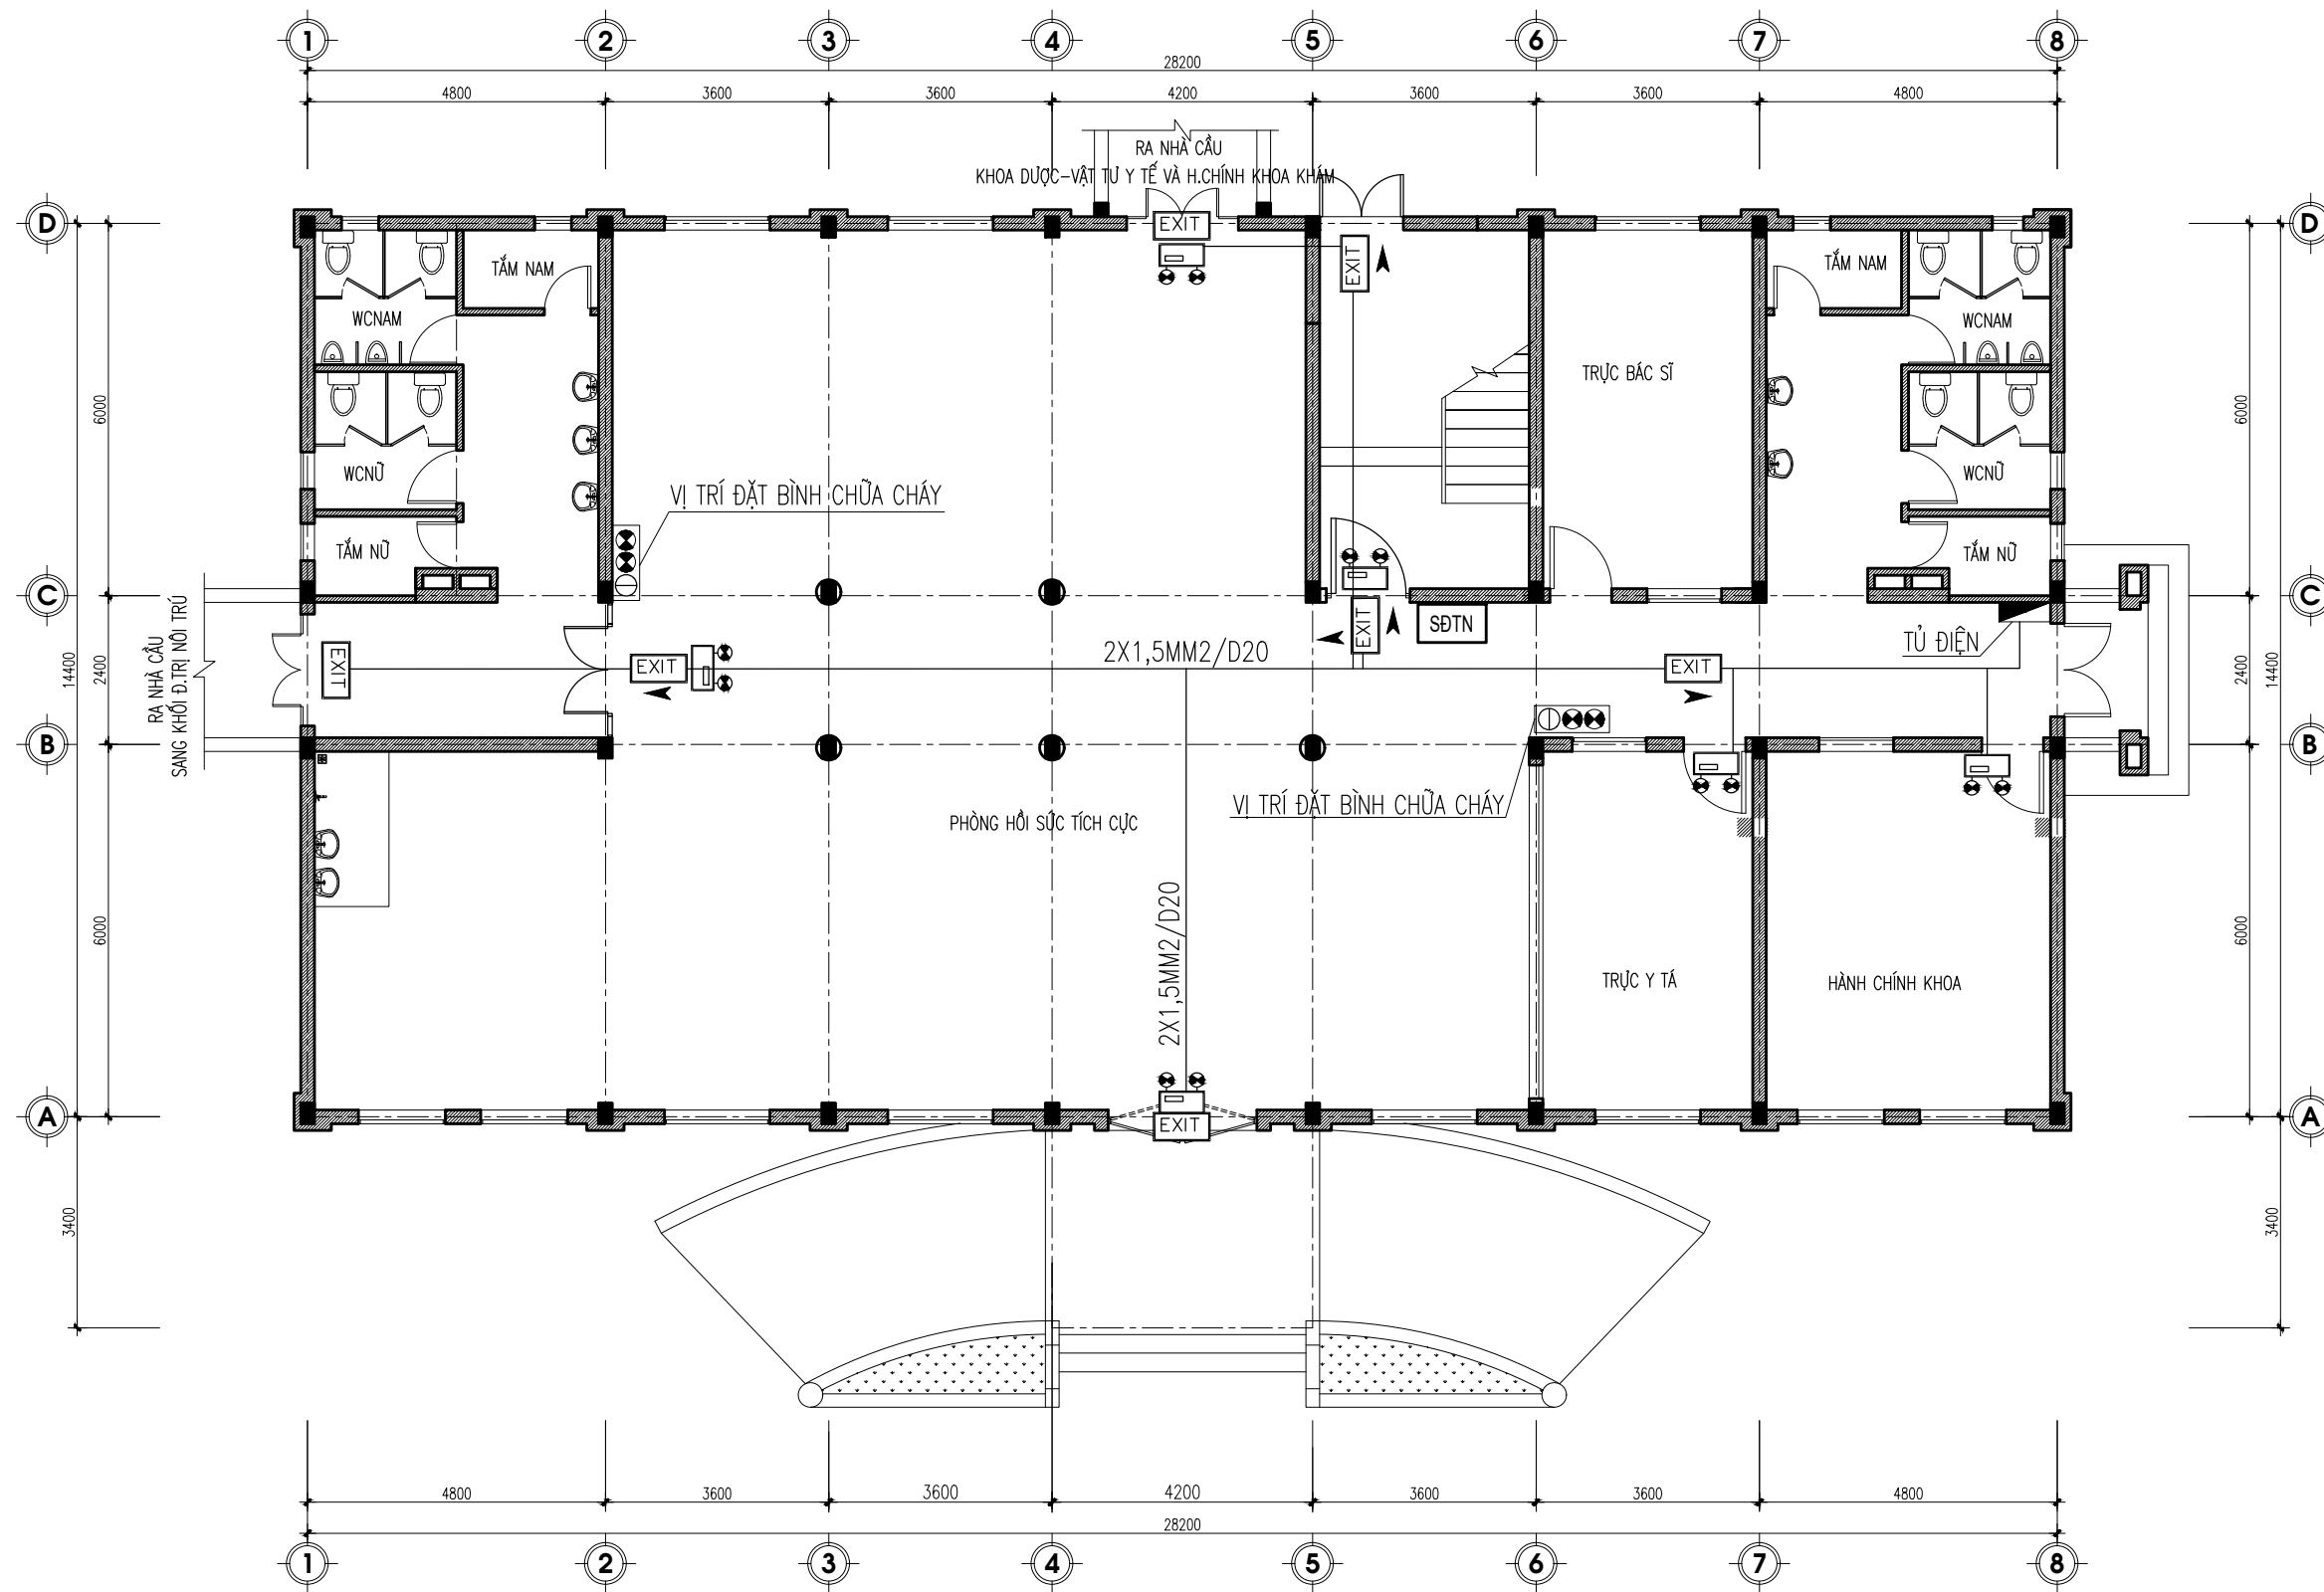 1 2 3 4 5 6 7 8
28200
4800 3600 3600 4200 3600 3600 4800
RA NHÀ CẦU
KHOA DƯỢC-VẬT TƯ Y TẾ VÀ H.CHÍNH KHOA KHÁM
D D
EXIT
EXIT
TẮM NAM
TẮM NAM
WCNAM
WCNAM
TRỰC BÁC SĨ
6000
6000
WCNỮ
WCNỮ
VỊ TRÍ ĐẶT BÌNH CHỮA CHÁY
TẮM NỮ
TẮM NỮ
C C
SĐTN
EXIT
TỦ ĐIỆN
2X1,5MM2/D20
RA NHÀ CẦU
SANG KHỐI Đ.TRỊ NỘI TRÚ
14400
2400
EXIT
EXIT
EXIT
2400
14400
B B
VỊ TRÍ ĐẶT BÌNH CHỮA CHÁY
PHÒNG HỒI SỨC TÍCH CỰC
2X1,5MM2/D20
6000
6000
TRỰC Y TÁ
HÀNH CHÍNH KHOA
A A
EXIT
3400
3400
4800 3600 3600 4200 3600 3600 4800
28200
1 2 3 4 5 6 7 8